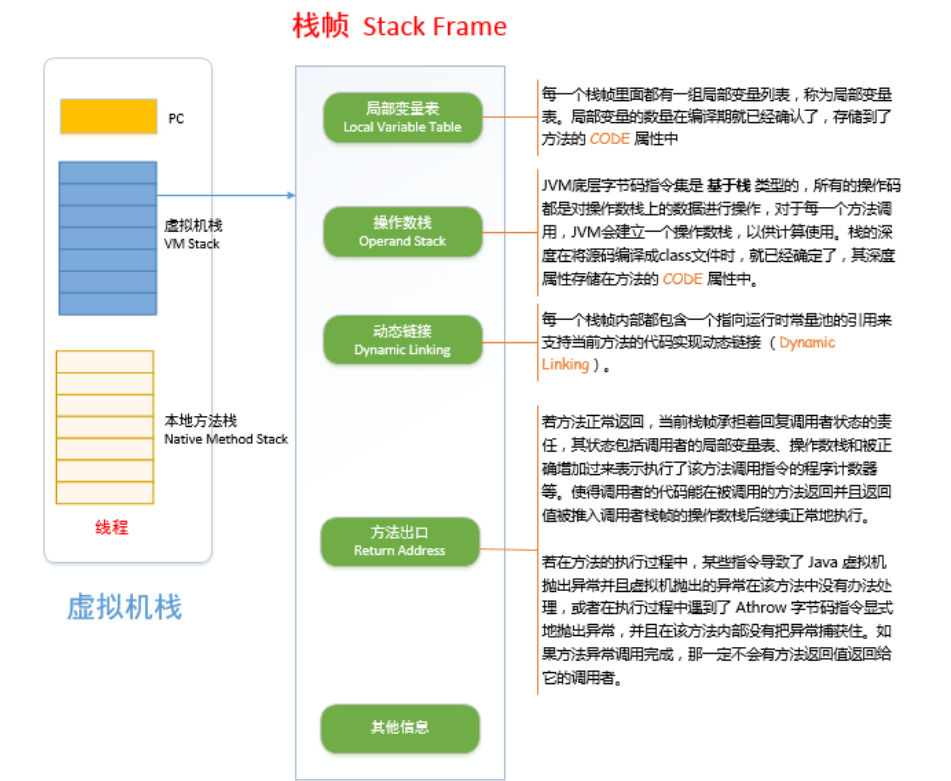 栈帧 Stack Frame
PC
虚拟机栈
VM Stack
本地方法栈
Native Method Stack
线程
虚拟机栈
局部变量表
Local Variable Table
每一个栈帧里面都有一组局部变量列表，称为局部变量
表。局部变量的数量在编译期就已经确认了，存储到了
方法的 CODE 属性中
操作数栈
Operand Stack
JVM底层字节码指令集是 基于栈 类型的，所有的操作码
都是对操作数栈上的数据进行操作，对于每一个方法调
用，JVM会建立一个操作数栈，以供计算使用。栈的深
度在将源码编译成class文件时，就已经确定了，其深度
属性存储在方法的 CODE 属性中。
动态链接
Dynamic Linking
每一个栈帧内部都包含一个指向运行时常量池的引用来
支持当前方法的代码实现动态链接 （Dynamic
Linking）。
方法出口
Return Address
若方法正常返回，当前栈帧承担着回复调用者状态的责
任，其状态包括调用者的局部变量表、操作数栈和被正
确增加过来表示执行了该方法调用指令的程序计数器
等。使得调用者的代码能在被调用的方法返回并且返回
值被推入调用者栈帧的操作数栈后继续正常地执行。
若在方法的执行过程中，某些指令导致了 Java 虚拟机
抛出异常并且虚拟机抛出的异常在该方法中没有办法处
理，或者在执行过程中遇到了 Athrow 字节码指令显式
地抛出异常，并且在该方法内部没有把异常捕获住。如
果方法异常调用完成，那一定不会有方法返回值返回给
它的调用者。
其他信息